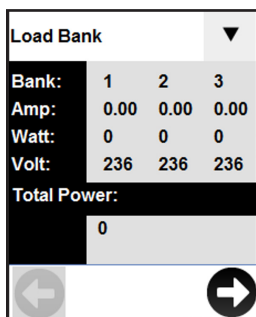 Load Bank
Bank: 1 2 3
Amp: 0.00 0.00 0.00
Watt: 0 0 0
Volt: 236 236 236
Total Power:
0